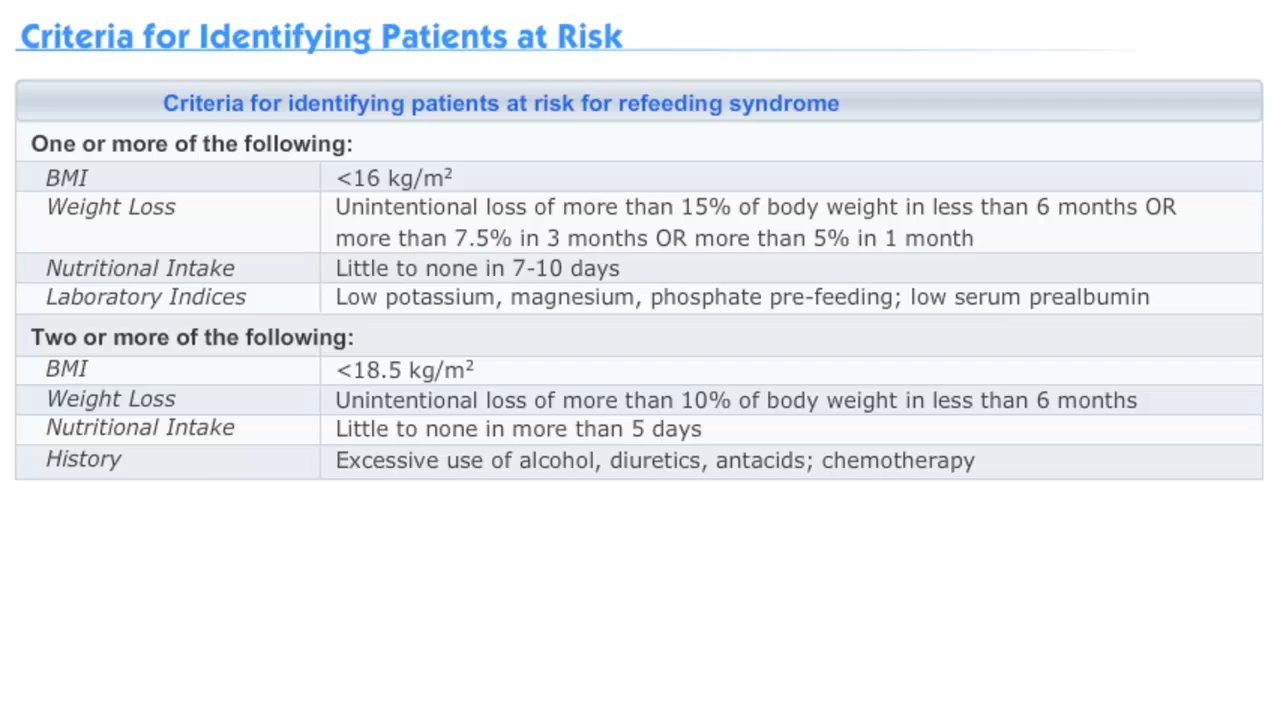 Criteria for Identifying Patients at Risk
Criteria for identifying patients at risk for refeeding syndrome
One or more of the following:
BMI <16 kg/m²
Weight Loss Unintentional loss of more than 15% of body weight in less than 6 months OR
more than 7.5% in 3 months OR more than 5% in 1 month
Nutritional Intake Little to none in 7-10 days
Laboratory Indices Low potassium, magnesium, phosphate pre-feeding; low serum prealbumin
Two or more of the following:
BMI <18.5 kg/m²
Weight Loss Unintentional loss of more than 10% of body weight in less than 6 months
Nutritional Intake Little to none in more than 5 days
History Excessive use of alcohol, diuretics, antacids; chemotherapy